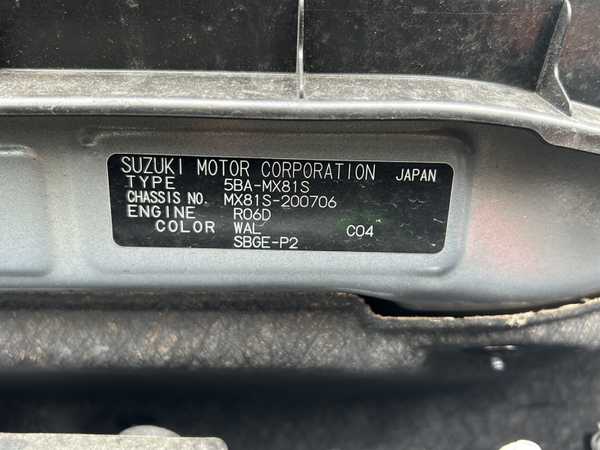 SUZUKI MOTOR CORPORATION JAPAN
TYPE 5BA-MX81S
CHASSIS NO. MX81S-200706
ENGINE R06D
COLOR WAL C04
SBGE-P2